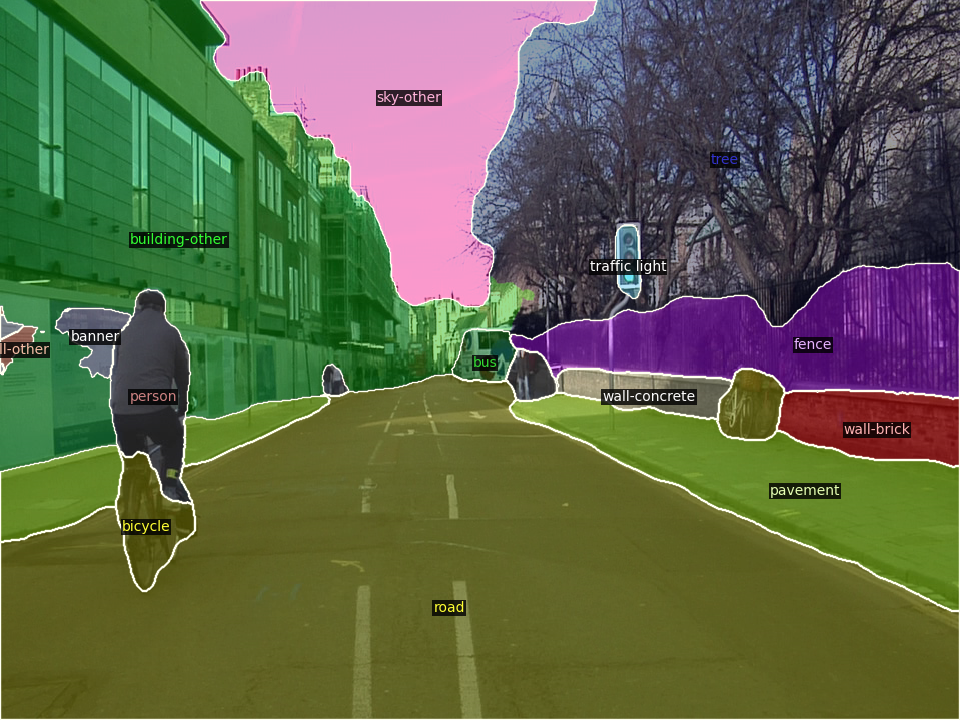 sky-other
tree
building-other
traffic light
banner
ll-other
fence
bus
person
wall-concrete
wall-brick
pavement
bicycle
road